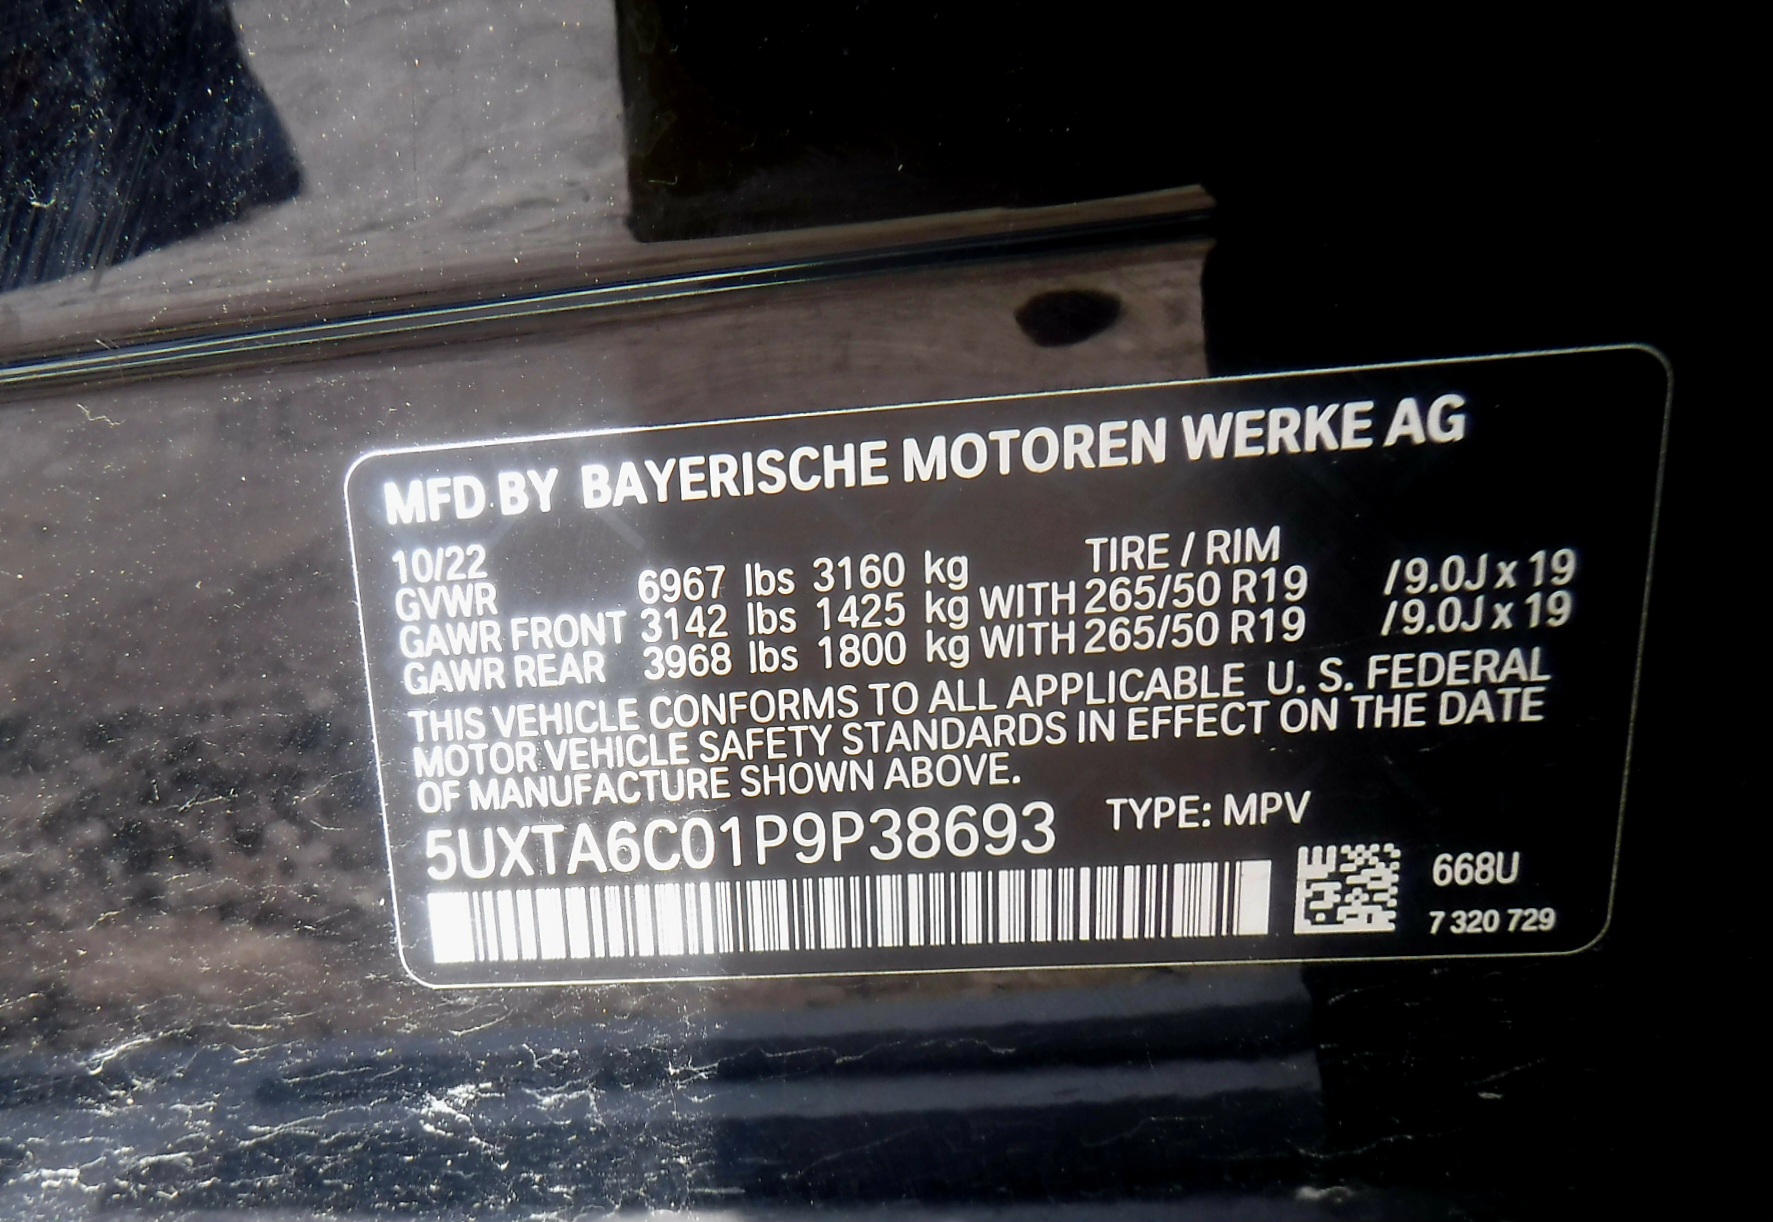 MFD BY BAYERISCHE MOTOREN WERKE AG
10/22 TIRE / RIM
GVWR 6967 lbs 3160 kg
GAWR FRONT 3142 lbs 1425 kg WITH 265/50 R19 /9.0J x 19
GAWR REAR 3968 lbs 1800 kg WITH 265/50 R19 /9.0J x 19
THIS VEHICLE CONFORMS TO ALL APPLICABLE U. S. FEDERAL
MOTOR VEHICLE SAFETY STANDARDS IN EFFECT ON THE DATE
OF MANUFACTURE SHOWN ABOVE.
5UXTA6C01P9P38693 TYPE: MPV
668U
7 320 729